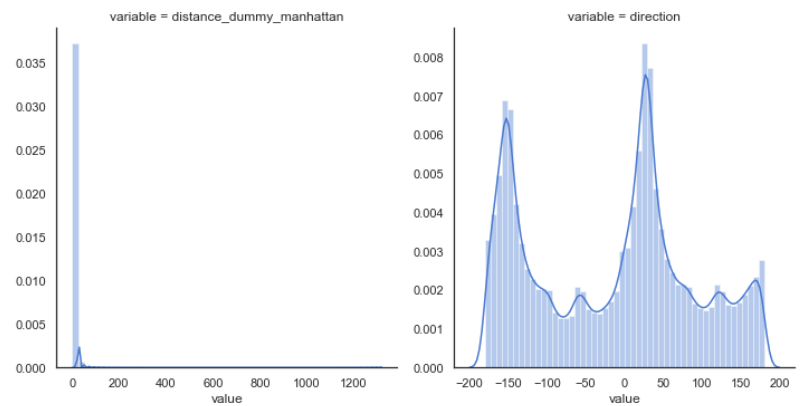 variable = distance_dummy_manhattan
0.035
0.030
0.025
0.020
0.015
0.010
0.005
0.000
0 200 400 600 800 1000 1200
value
variable = direction
0.008
0.007
0.006
0.005
0.004
0.003
0.002
0.001
0.000
−200 −150 −100 −50 0 50 100 150 200
value